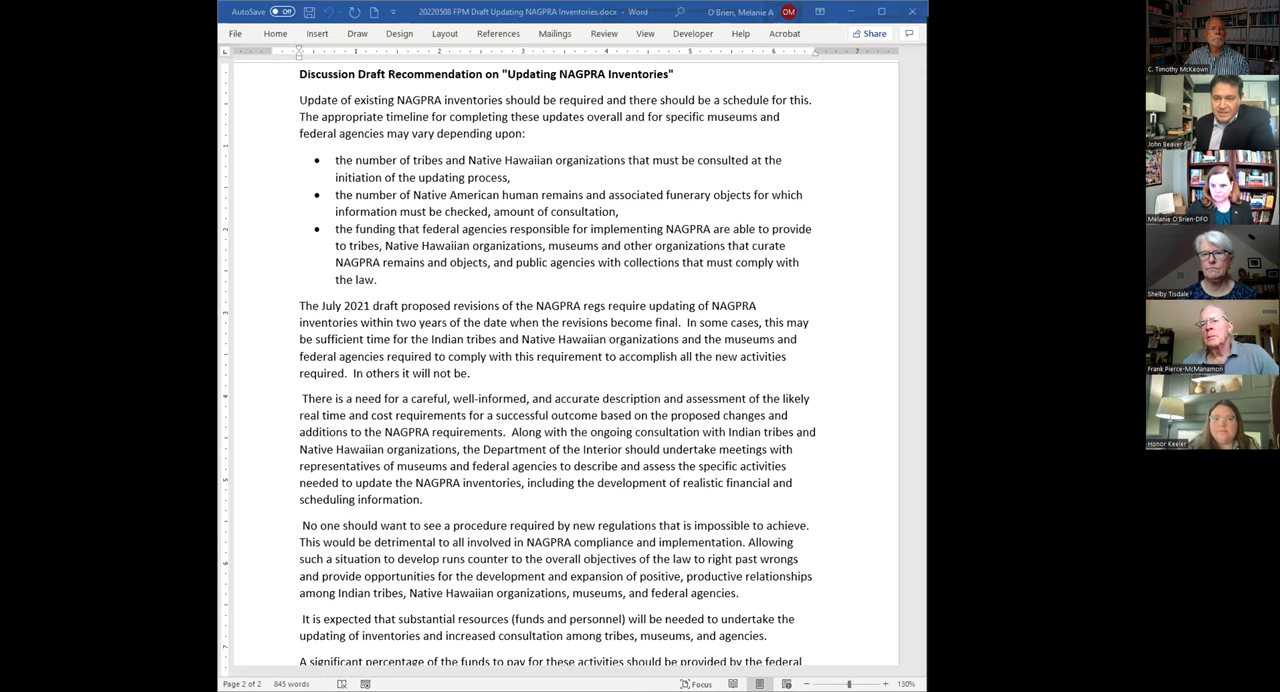 AutoSave Off 20220508 FPM Draft Updating NAGPRA Inventories.docx - Word O'Brien, Melanie A OM
File Home Insert Draw Design Layout References Mailings Review View Developer Help Acrobat Share
Discussion Draft Recommendation on "Updating NAGPRA Inventories"
Update of existing NAGPRA inventories should be required and there should be a schedule for this.
The appropriate timeline for completing these updates overall and for specific museums and
federal agencies may vary depending upon:
• the number of tribes and Native Hawaiian organizations that must be consulted at the
initiation of the updating process,
• the number of Native American human remains and associated funerary objects for which
information must be checked, amount of consultation,
• the funding that federal agencies responsible for implementing NAGPRA are able to provide
to tribes, Native Hawaiian organizations, museums and other organizations that curate
NAGPRA remains and objects, and public agencies with collections that must comply with
the law.
The July 2021 draft proposed revisions of the NAGPRA regs require updating of NAGPRA
inventories within two years of the date when the revisions become final. In some cases, this may
be sufficient time for the Indian tribes and Native Hawaiian organizations and the museums and
federal agencies required to comply with this requirement to accomplish all the new activities
required. In others it will not be.
There is a need for a careful, well-informed, and accurate description and assessment of the likely
real time and cost requirements for a successful outcome based on the proposed changes and
additions to the NAGPRA requirements. Along with the ongoing consultation with Indian tribes and
Native Hawaiian organizations, the Department of the Interior should undertake meetings with
representatives of museums and federal agencies to describe and assess the specific activities
needed to update the NAGPRA inventories, including the development of realistic financial and
scheduling information.
No one should want to see a procedure required by new regulations that is impossible to achieve.
This would be detrimental to all involved in NAGPRA compliance and implementation. Allowing
such a situation to develop runs counter to the overall objectives of the law to right past wrongs
and provide opportunities for the development and expansion of positive, productive relationships
among Indian tribes, Native Hawaiian organizations, museums, and federal agencies.
It is expected that substantial resources (funds and personnel) will be needed to undertake the
updating of inventories and increased consultation among tribes, museums, and agencies.
A significant percentage of the funds to pay for these activities should be provided by the federal
Page 2 of 2 845 words Focus 130%
C. Timothy McKeown
John Beaver
Melanie O'Brien-DFO
Shelby Tisdale
Frank Pierce-McManamon
Honor Keeler